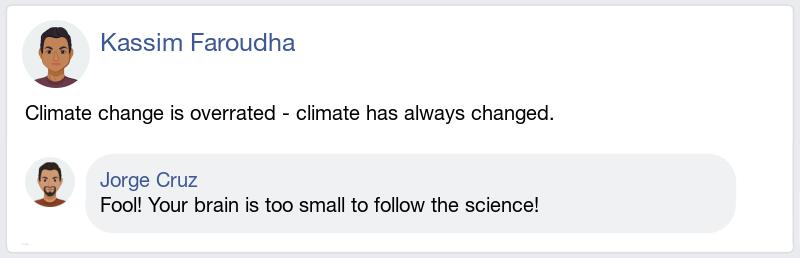 Kassim Faroudha
Climate change is overrated - climate has always changed.
Jorge Cruz
Fool! Your brain is too small to follow the science!